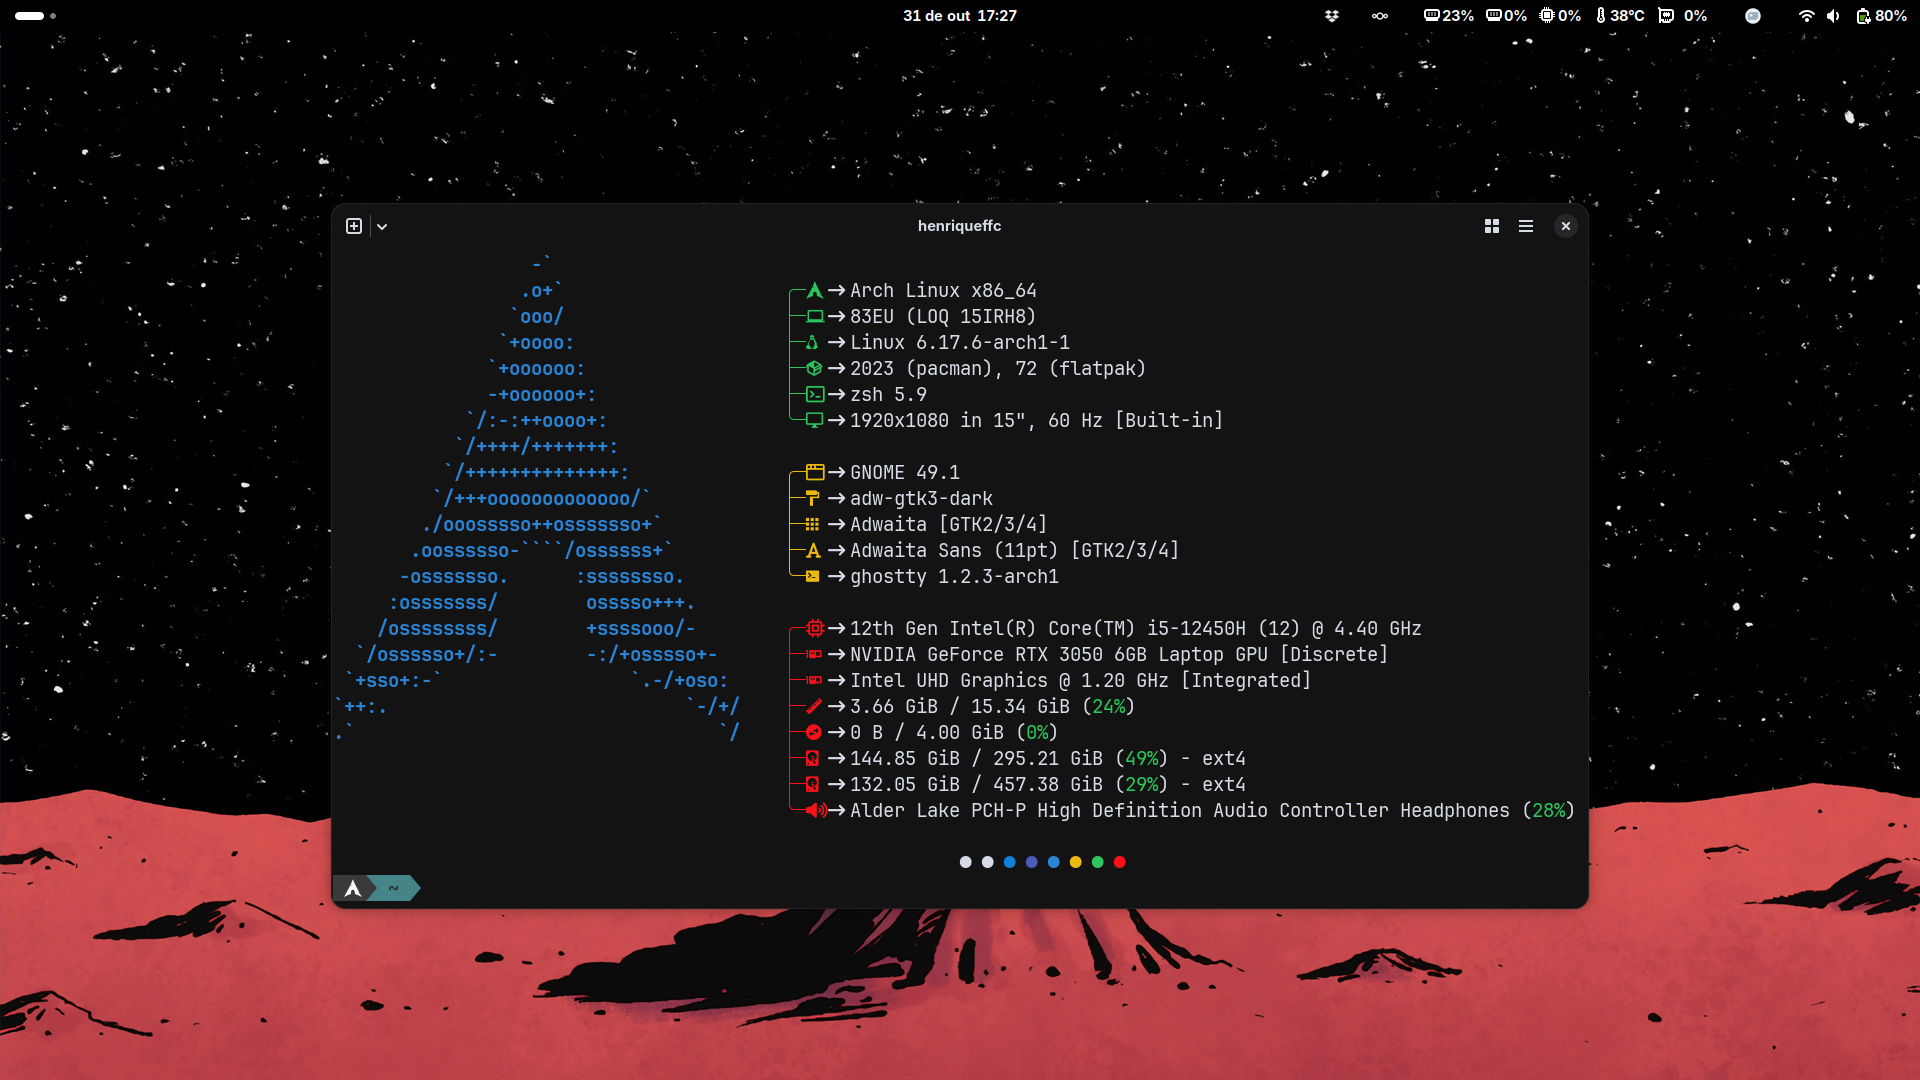 31 de out 17:27
23% 0% 0% 38°C 0% 80%
henriqueffc
-`
.o+`
`ooo/
`+oooo:
`+oooooo:
-+oooooo+:
`/:-:++oooo+:
`/++++/+++++++:
`/++++++++++++++:
`/+++ooooooooooooo/`
./ooosssso++osssssso+`
.oossssso-````/ossssss+`
-osssssso. :ssssssso.
:osssssss/ osssso+++.
/ossssssss/ +ssssooo/-
`/ossssso+/:- -:/+osssso+-
`+sso+:-` `.-/+oso:
`++:. `-/+/
.` `/
Arch Linux x86_64
83EU (LOQ 15IRH8)
Linux 6.17.6-arch1-1
2023 (pacman), 72 (flatpak)
zsh 5.9
1920x1080 in 15", 60 Hz [Built-in]
GNOME 49.1
adw-gtk3-dark
Adwaita [GTK2/3/4]
Adwaita Sans (11pt) [GTK2/3/4]
ghostty 1.2.3-arch1
12th Gen Intel(R) Core(TM) i5-12450H (12) @ 4.40 GHz
NVIDIA GeForce RTX 3050 6GB Laptop GPU [Discrete]
Intel UHD Graphics @ 1.20 GHz [Integrated]
3.66 GiB / 15.34 GiB (24%)
0 B / 4.00 GiB (0%)
144.85 GiB / 295.21 GiB (49%) - ext4
132.05 GiB / 457.38 GiB (29%) - ext4
Alder Lake PCH-P High Definition Audio Controller Headphones (28%)
~